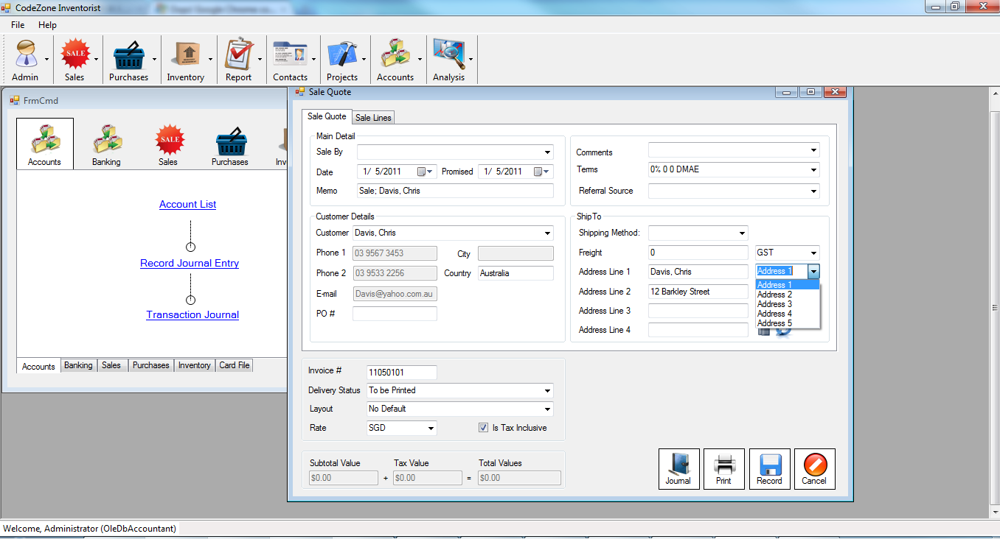 CodeZone Inventorist
File Help
Admin Sales Purchases Inventory Report Contacts Projects Accounts Analysis
SALE
FrmCmd
Accounts Banking Sales Purchases Inv
SALE
Account List
Record Journal Entry
Transaction Journal
Accounts Banking Sales Purchases Inventory Card File
Sale Quote
Sale Quote Sale Lines
Main Detail
Sale By
Date 1/ 5/2011 Promised 1/ 5/2011
Memo Sale; Davis, Chris
Comments
Terms 0% 0 0 DMAE
Referral Source
Customer Details
Customer Davis, Chris
Phone 1 03 9567 3453 City
Phone 2 03 9533 2256 Country Australia
E-mail Davis@yahoo.com.au
PO #
ShipTo
Shipping Method:
Freight 0 GST
Address Line 1 Davis, Chris Address 1
Address Line 2 12 Barkley Street
Address Line 3
Address Line 4
Address 1
Address 2
Address 3
Address 4
Address 5
Invoice # 11050101
Delivery Status To be Printed
Layout No Default
Rate SGD Is Tax Inclusive
Subtotal Value Tax Value Total Values
$0.00 + $0.00 = $0.00
Journal Print Record Cancel
Welcome, Administrator (OleDbAccountant)